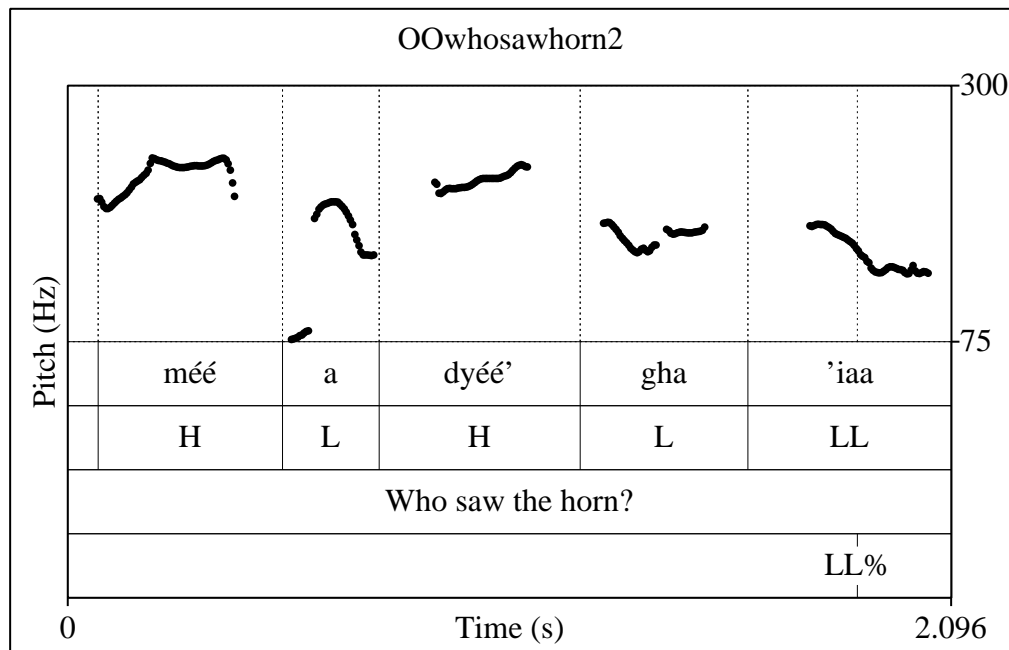 OOwhosawhorn2
300
Pitch (Hz)
75
méé a dyéé’ gha ’iaa
H L H L LL
Who saw the horn?
LL%
0 Time (s) 2.096